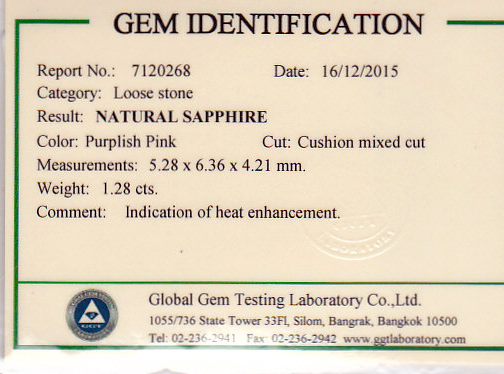 GEM IDENTIFICATION
Report No.: 7120268 Date: 16/12/2015
Category: Loose stone
Result: NATURAL SAPPHIRE
Color: Purplish Pink Cut: Cushion mixed cut
Measurements: 5.28 x 6.36 x 4.21 mm.
Weight: 1.28 cts.
Comment: Indication of heat enhancement.
LABORATORY
GGT
Global Gem Testing Laboratory Co.,Ltd.
1055/736 State Tower 33Fl, Silom, Bangrak, Bangkok 10500
Tel: 02-236-2941 Fax: 02-236-2942 www.ggtlaboratory.com